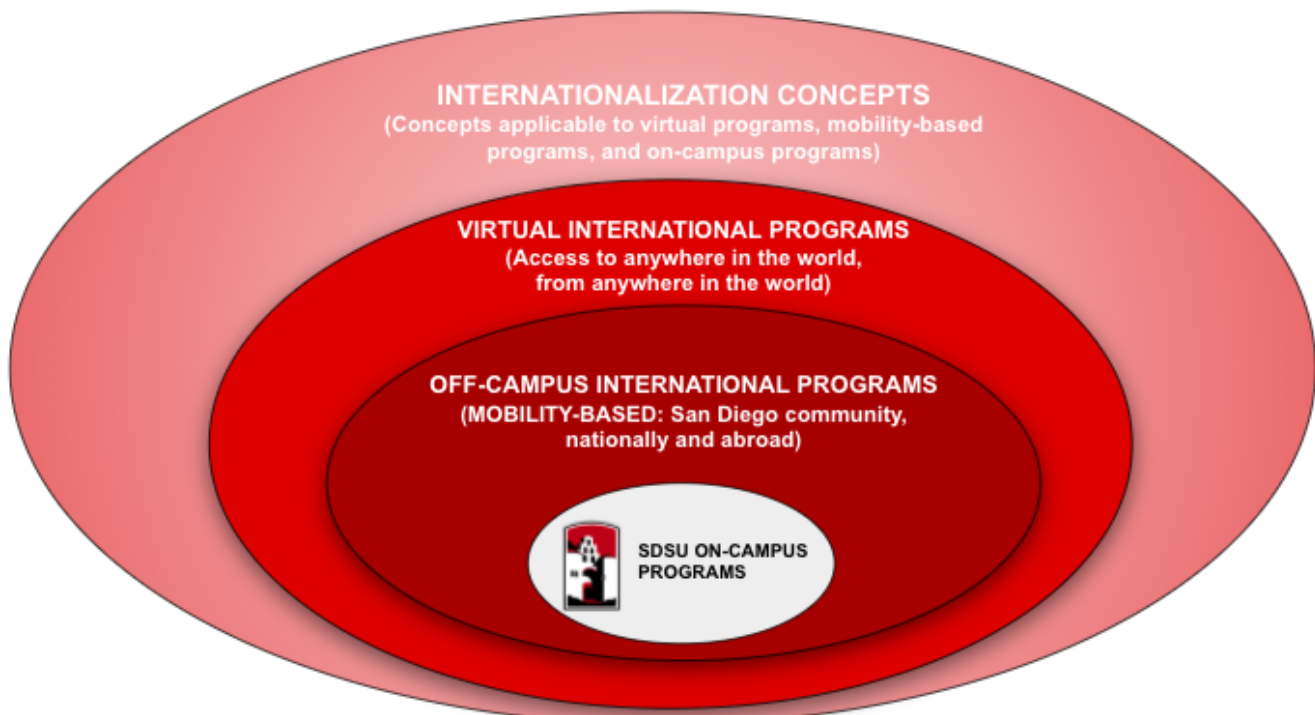 INTERNATIONALIZATION CONCEPTS
(Concepts applicable to virtual programs, mobility-based
programs, and on-campus programs)
VIRTUAL INTERNATIONAL PROGRAMS
(Access to anywhere in the world,
from anywhere in the world)
OFF-CAMPUS INTERNATIONAL PROGRAMS
(MOBILITY-BASED: San Diego community,
nationally and abroad)
SDSU ON-CAMPUS
PROGRAMS